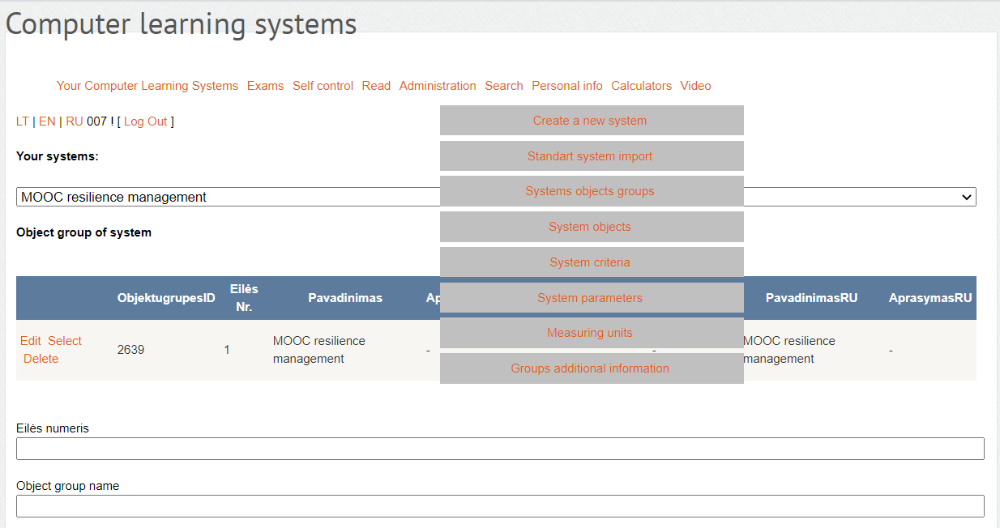 Computer learning systems
Your Computer Learning Systems Exams Self control Read Administration Search Personal info Calculators Video
LT | EN | RU 007 ! [ Log Out ]
Create a new system
Standart system import
Your systems:
Systems objects groups
MOOC resilience management
System objects
Object group of system
System criteria
System parameters
Measuring units
Groups additional information
ObjektugrupesID Eilės Nr. Pavadinimas Ap PavadinimasRU AprasymasRU
Edit Select
Delete
2639 1
MOOC resilience
management
-
-
MOOC resilience
management
-
Eilės numeris
Object group name